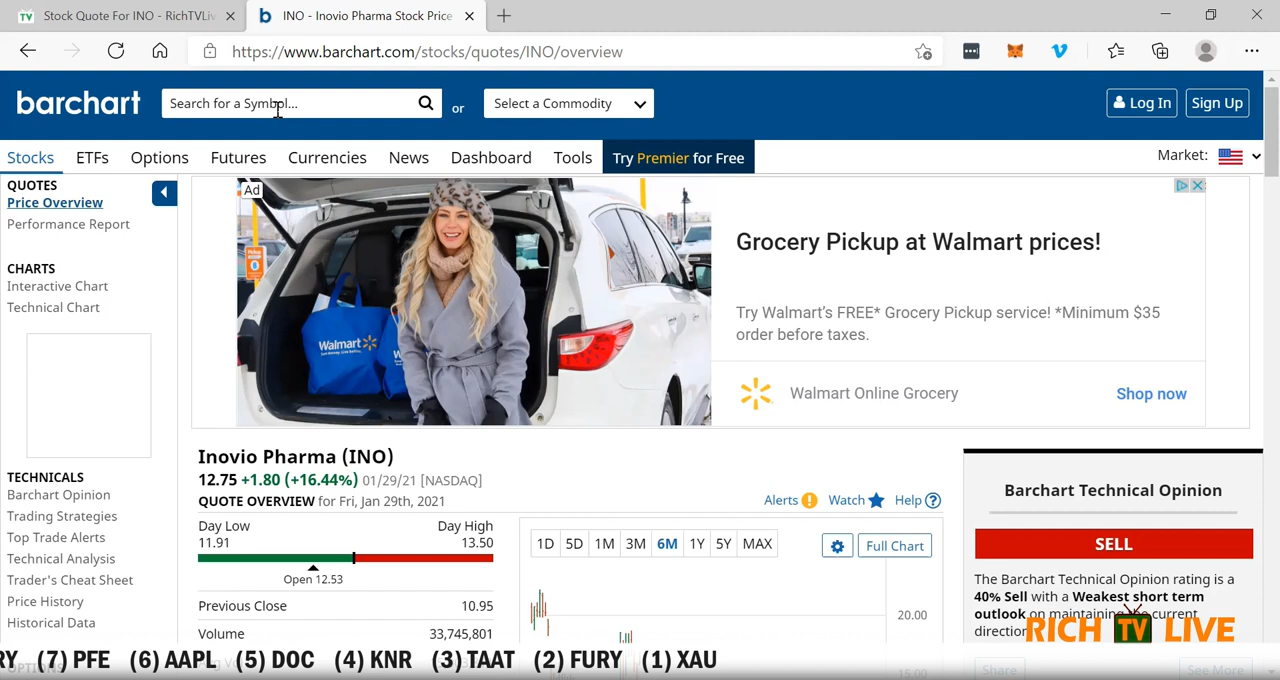 Stock Quote For INO - RichTVLiv
INO - Inovio Pharma Stock Price
https://www.barchart.com/stocks/quotes/INO/overview
barchart
Search for a Symbol...
or
Select a Commodity
Log In
Sign Up
Stocks ETFs Options Futures Currencies News Dashboard Tools Try Premier for Free
Market:
QUOTES
Price Overview
Performance Report
CHARTS
Interactive Chart
Technical Chart
TECHNICALS
Barchart Opinion
Trading Strategies
Top Trade Alerts
Technical Analysis
Trader's Cheat Sheet
Price History
Historical Data
Ad
Walmart
Grocery Pickup at Walmart prices!
Try Walmart's FREE* Grocery Pickup service! *Minimum $35
order before taxes.
Walmart Online Grocery
Shop now
Inovio Pharma (INO)
12.75 +1.80 (+16.44%) 01/29/21 [NASDAQ]
QUOTE OVERVIEW for Fri, Jan 29th, 2021
Alerts Watch Help
Day Low Day High
11.91 13.50
Open 12.53
Previous Close 10.95
Volume 33,745,801
1D 5D 1M 3M 6M 1Y 5Y MAX
Full Chart
20.00
15.00
Barchart Technical Opinion
SELL
The Barchart Technical Opinion rating is a
40% Sell with a Weakest short term
outlook on maintaining the current
direction
Share
See More
RICH TV LIVE
RY (7) PFE (6) AAPL (5) DOC (4) KNR (3) TAAT (2) FURY (1) XAU